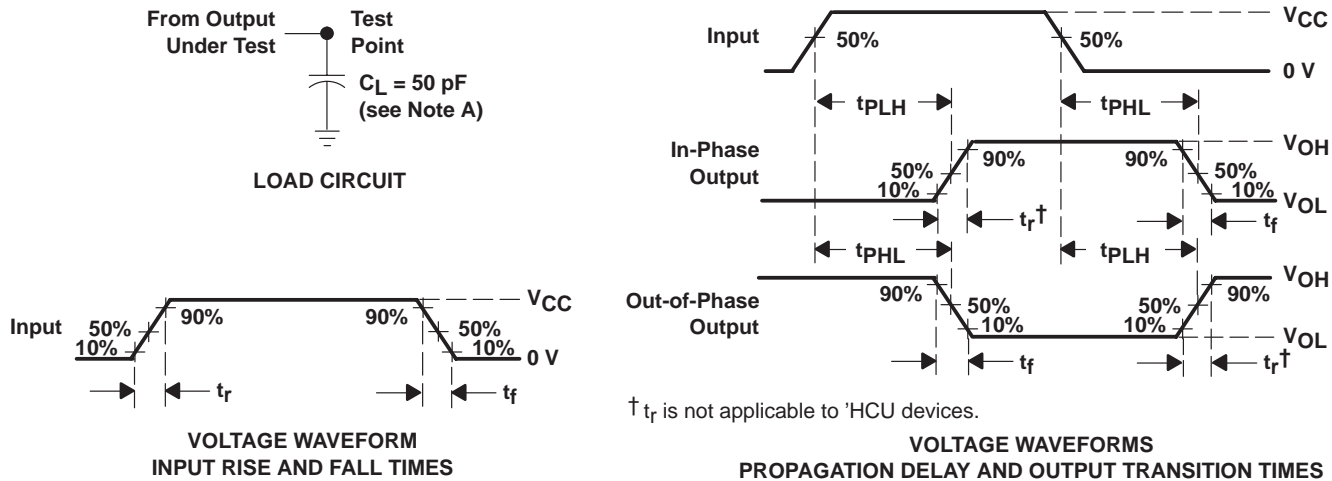 From Output
Under Test
Test
Point
CL = 50 pF
(see Note A)
LOAD CIRCUIT
Input
50%
10%
90%
90%
50%
10%
VCC
0 V
tr
tf
VOLTAGE WAVEFORM
INPUT RISE AND FALL TIMES
Input
50%
50%
VCC
0 V
tPLH
tPHL
In-Phase
Output
50%
10%
90%
90%
50%
10%
VOH
VOL
tr†
tf
tPHL
tPLH
Out-of-Phase
Output
90%
50%
10%
50%
10%
90%
VOH
VOL
tf
tr†
† tr is not applicable to ’HCU devices.
VOLTAGE WAVEFORMS
PROPAGATION DELAY AND OUTPUT TRANSITION TIMES